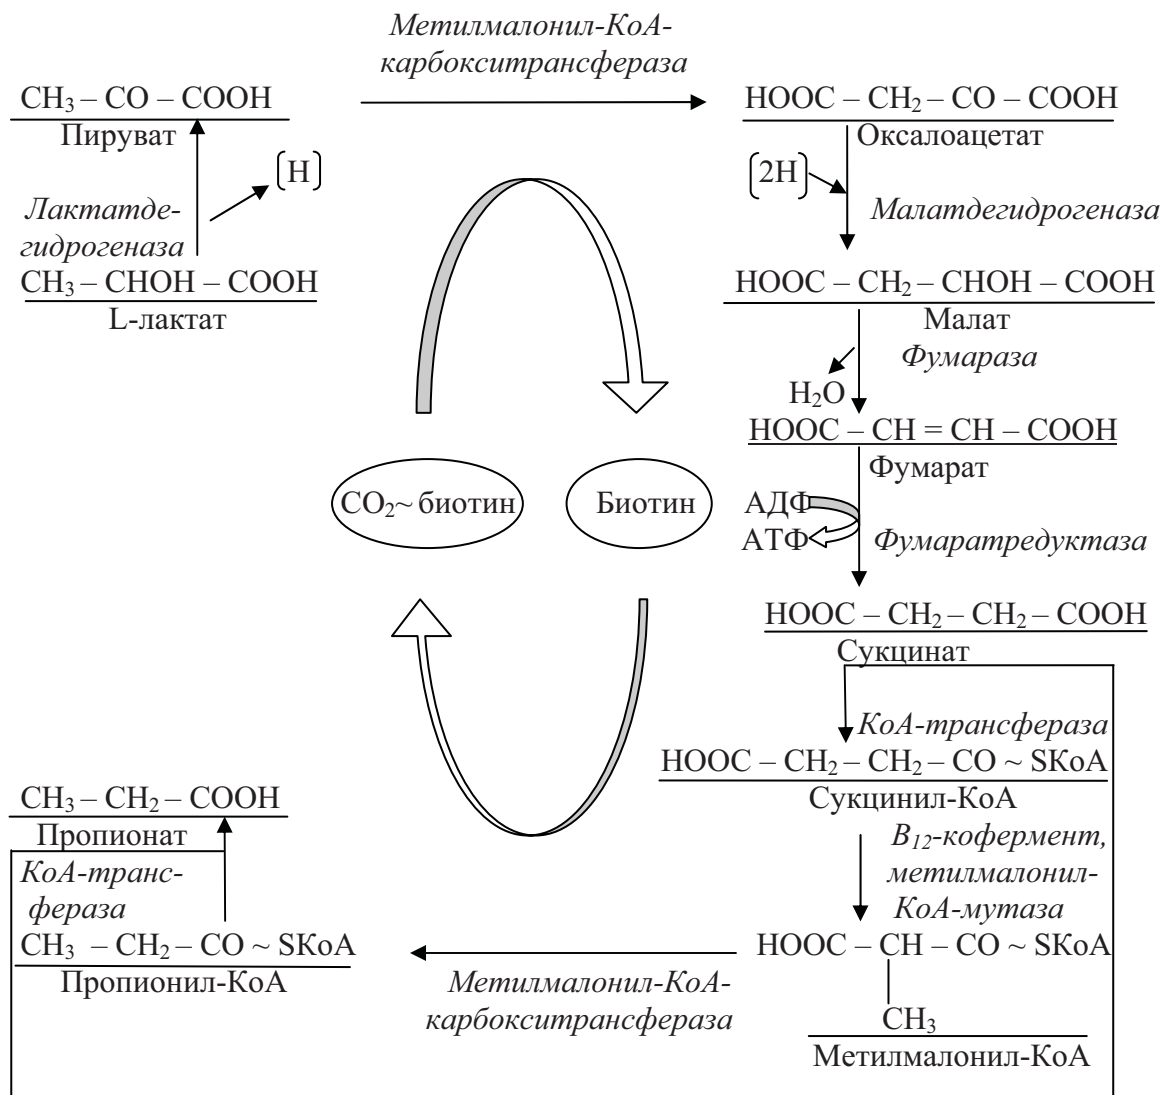 Метилмалонил-КоА-
карбокситрансфераза
CH₃ – CO – COOH
Пируват
HOOC – CH₂ – CO – COOH
Оксалоацетат
[H]
[2H]
Лактатде-
гидрогеназа
Малатдегидрогеназа
CH₃ – CHOH – COOH
L-лактат
HOOC – CH₂ – CHOH – COOH
Малат
Фумараза
H₂O
HOOC – CH = CH – COOH
Фумарат
CO₂~ биотин
Биотин
АДФ
АТФ
Фумаратредуктаза
HOOC – CH₂ – CH₂ – COOH
Сукцинат
КоА-трансфераза
HOOC – CH₂ – CH₂ – CO ~ SКоА
Сукцинил-КоА
B₁₂-кофермент,
метилмалонил-
КоА-мутаза
CH₃ – CH₂ – COOH
Пропионат
КоА-транс-
фераза
CH₃ – CH₂ – CO ~ SКоА
Пропионил-КоА
Метилмалонил-КоА-
карбокситрансфераза
HOOC – CH – CO ~ SКоА
CH₃
Метилмалонил-КоА